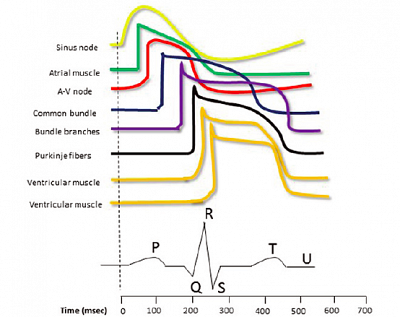 Sinus node
Atrial muscle
A-V node
Common bundle
Bundle branches
Purkinje fibers
Ventricular muscle
Ventricular muscle
R
P
T
U
Q
S
Time (msec)
0 100 200 300 400 500 600 700